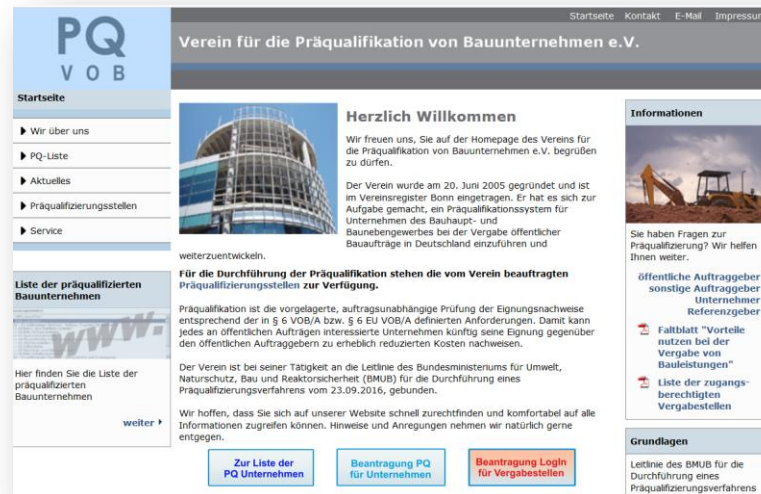 Startseite Kontakt E-Mail Impressum
PQ
VOB
Verein für die Präqualifikation von Bauunternehmen e.V.
Startseite
Wir über uns
PQ-Liste
Aktuelles
Präqualifizierungsstellen
Service
Liste der präqualifizierten
Bauunternehmen
www.
Hier finden Sie die Liste der
präqualifizierten
Bauunternehmen
weiter
Herzlich Willkommen
Wir freuen uns, Sie auf der Homepage des Vereins für
die Präqualifikation von Bauunternehmen e.V. begrüßen
zu dürfen.
Der Verein wurde am 20. Juni 2005 gegründet und ist
im Vereinsregister Bonn eingetragen. Er hat es sich zur
Aufgabe gemacht, ein Präqualifikationssystem für
Unternehmen des Bauhaupt- und
Baunebengewerbes bei der Vergabe öffentlicher
Bauaufträge in Deutschland einzuführen und
weiterzuentwickeln.
Für die Durchführung der Präqualifikation stehen die vom Verein beauftragten
Präqualifizierungsstellen zur Verfügung.
Präqualifikation ist die vorgelagerte, auftragsunabhängige Prüfung der Eignungsnachweise
entsprechend der in § 6 VOB/A bzw. § 6 EU VOB/A definierten Anforderungen. Damit kann
jedes an öffentlichen Aufträgen interessierte Unternehmen künftig seine Eignung gegenüber
den öffentlichen Auftraggebern zu erheblich reduzierten Kosten nachweisen.
Der Verein ist bei seiner Tätigkeit an die Leitlinie des Bundesministeriums für Umwelt,
Naturschutz, Bau und Reaktorsicherheit (BMUB) für die Durchführung eines
Präqualifizierungsverfahrens vom 23.09.2016, gebunden.
Wir hoffen, dass Sie sich auf unserer Website schnell zurechtfinden und komfortabel auf alle
Informationen zugreifen können. Hinweise und Anregungen nehmen wir natürlich gerne
entgegen.
Zur Liste der
PQ Unternehmen
Beantragung PQ
für Unternehmen
Beantragung LogIn
für Vergabestellen
Informationen
Sie haben Fragen zur
Präqualifizierung? Wir helfen
Ihnen weiter.
öffentliche Auftraggeber
sonstige Auftraggeber
Unternehmer
Referenzgeber
Faltblatt "Vorteile
nutzen bei der
Vergabe von
Bauleistungen"
Liste der zugangs-
berechtigten
Vergabestellen
Grundlagen
Leitlinie des BMUB für die
Durchführung eines
Präqualifizierungsverfahrens